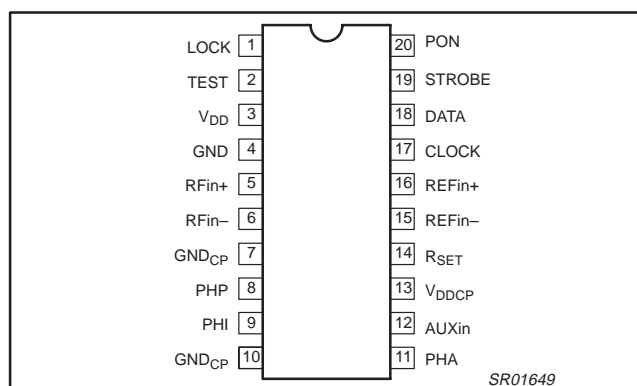 LOCK 1 20 PON
TEST 2 19 STROBE
VDD 3 18 DATA
GND 4 17 CLOCK
RFin+ 5 16 REFin+
RFin– 6 15 REFin–
GNDCP 7 14 RSET
PHP 8 13 VDDCP
PHI 9 12 AUXin
GNDCP 10 11 PHA
SR01649